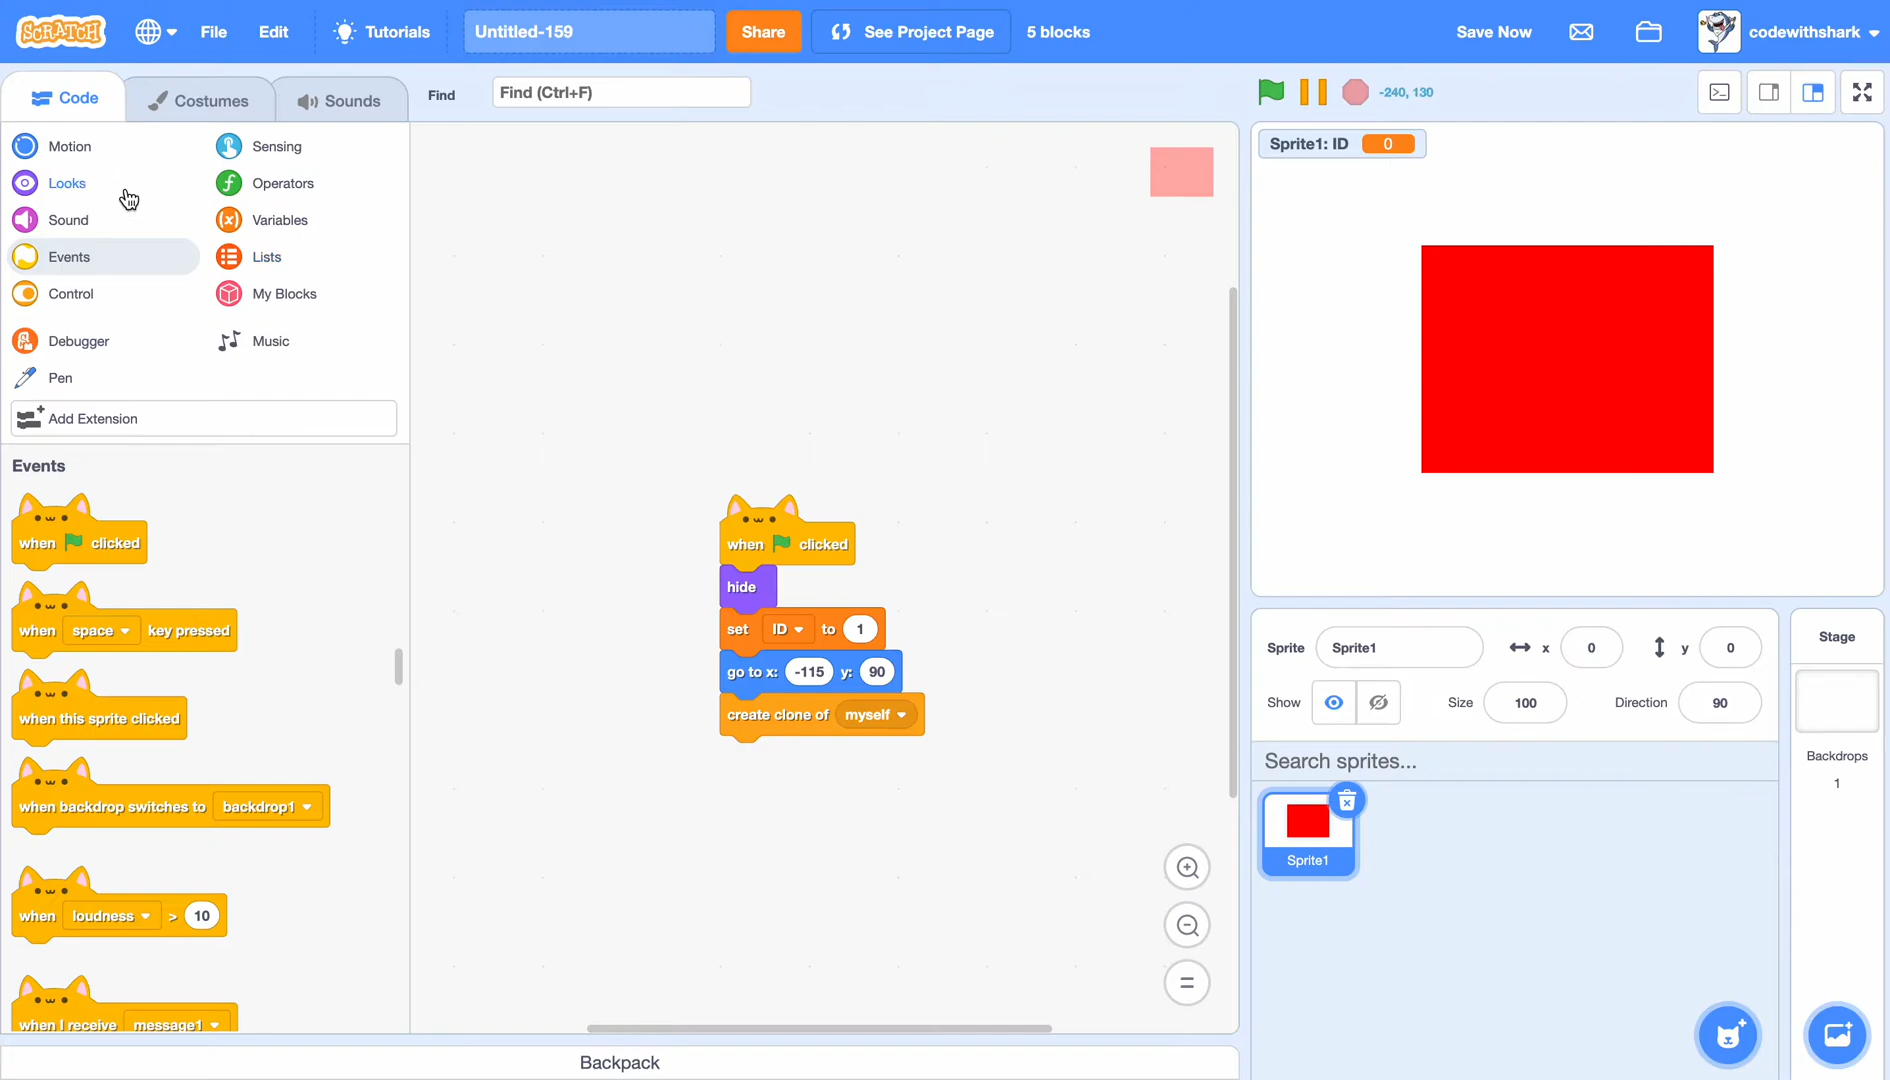 SCRATCH File Edit Tutorials Untitled-159 Share See Project Page 5 blocks Save Now codewithshark
Code Costumes Sounds Find Find (Ctrl+F) -240, 130
Motion Sensing
Looks Operators
Sound Variables
Events Lists
Control My Blocks
Debugger Music
Pen
Add Extension
Events
when clicked
when space key pressed
when this sprite clicked
when backdrop switches to backdrop1
when loudness > 10
when I receive message1
when clicked
hide
set ID to 1
go to x: -115 y: 90
create clone of myself
Backpack
Sprite1: ID 0
Sprite Sprite1 x 0 y 0
Show Size 100 Direction 90
Search sprites...
Sprite1
Stage
Backdrops
1